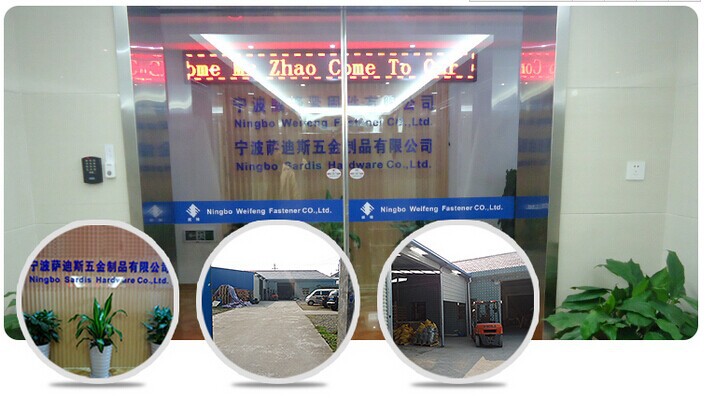 ome Mr Zhao Come To Our
Ningbo Weifeng Fastener Co.,Ltd.
宁波萨迪斯五金制品有限公司
Ningbo Sardis Hardware Co.,Ltd.
Ningbo Weifeng Fastener CO.,Ltd.
Ningbo Weifeng Fastener CO.,Ltd.
宁波萨迪斯五金制品有限公司
Ningbo Sardis Hardware Co.,Ltd.